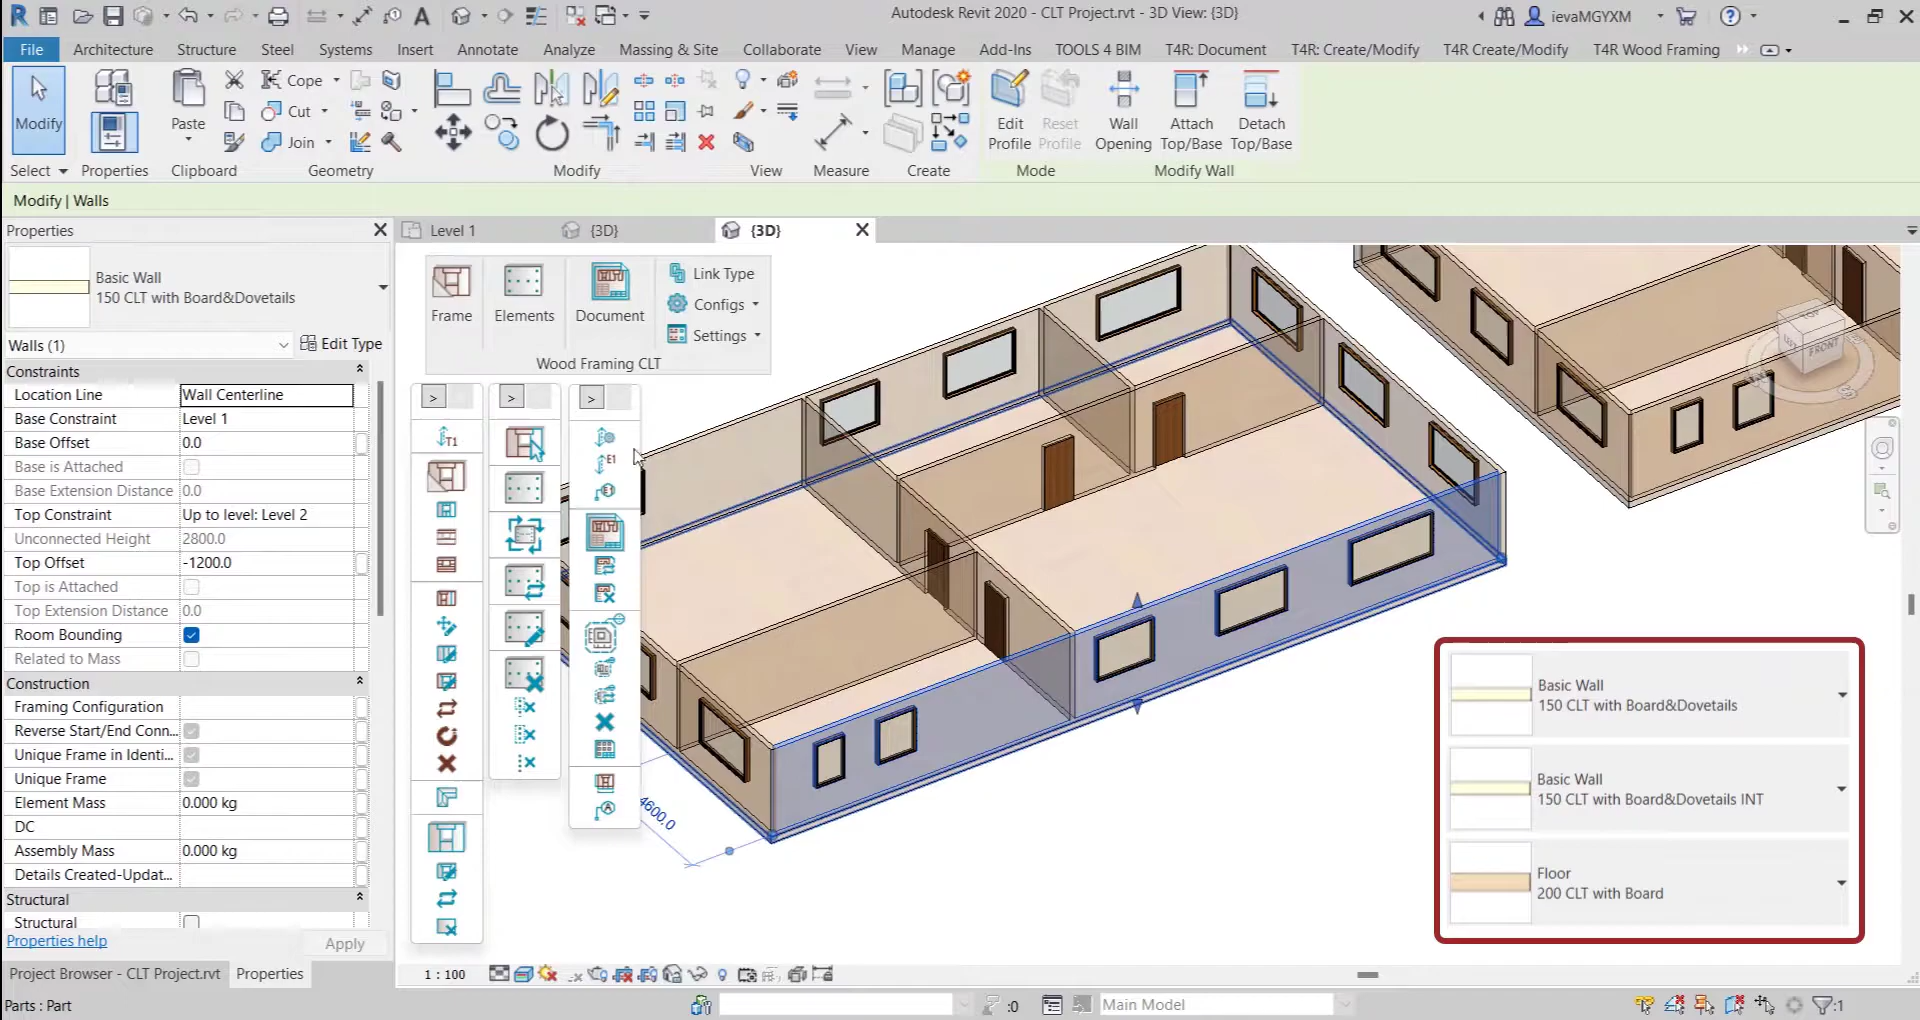 Autodesk Revit 2020 - CLT Project.rvt - 3D View: {3D}
ievaMGYXM
File
Architecture
Structure
Steel
Systems
Insert
Annotate
Analyze
Massing & Site
Collaborate
View
Manage
Add-Ins
TOOLS 4 BIM
T4R: Document
T4R: Create/Modify
T4R Create/Modify
T4R Wood Framing
Modify
Paste
Cope
Cut
Join
Edit
Profile
Reset
Profile
Wall
Opening
Attach
Top/Base
Detach
Top/Base
Select
Properties
Clipboard
Geometry
Modify
View
Measure
Create
Mode
Modify Wall
Modify | Walls
Properties
Level 1
{3D}
{3D}
Basic Wall
150 CLT with Board&Dovetails
Walls (1)
Edit Type
Constraints
Location Line Wall Centerline
Base Constraint Level 1
Base Offset 0.0
Base is Attached
Base Extension Distance 0.0
Top Constraint Up to level: Level 2
Unconnected Height 2800.0
Top Offset -1200.0
Top is Attached
Top Extension Distance 0.0
Room Bounding
Related to Mass
Construction
Framing Configuration
Reverse Start/End Conn...
Unique Frame in Identi...
Unique Frame
Element Mass 0.000 kg
DC
Assembly Mass 0.000 kg
Details Created-Updat...
Structural
Structural
Properties help
Apply
Project Browser - CLT Project.rvt
Properties
Frame
Elements
Document
Link Type
Configs
Settings
Wood Framing CLT
>
>
>
T1
E1
E1
A
4600,0
TOP
FRONT
Basic Wall
150 CLT with Board&Dovetails
Basic Wall
150 CLT with Board&Dovetails INT
Floor
200 CLT with Board
1 : 100
Parts : Part
:0
Main Model
:1